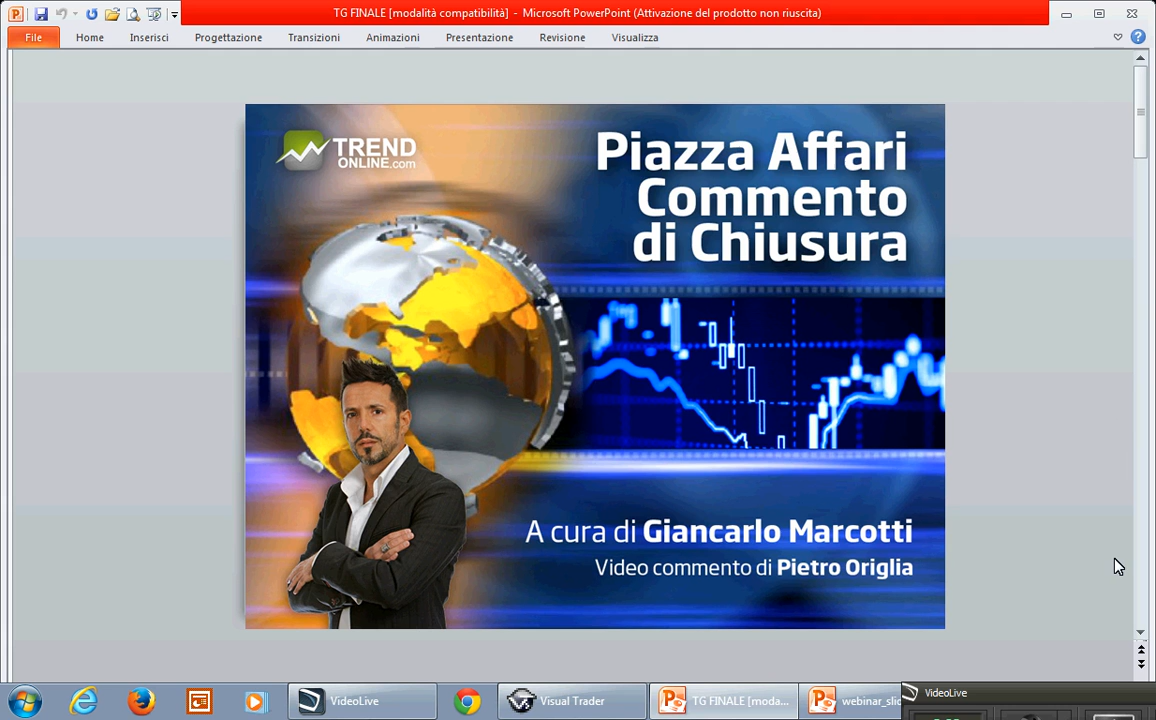 TG FINALE [modalità compatibilità] - Microsoft PowerPoint (Attivazione del prodotto non riuscita)
File Home Inserisci Progettazione Transizioni Animazioni Presentazione Revisione Visualizza
TREND
ONLINE.com
Piazza Affari
Commento
di Chiusura
A cura di Giancarlo Marcotti
Video commento di Pietro Origlia
VideoLive Visual Trader TG FINALE [moda... webinar_slid VideoLive